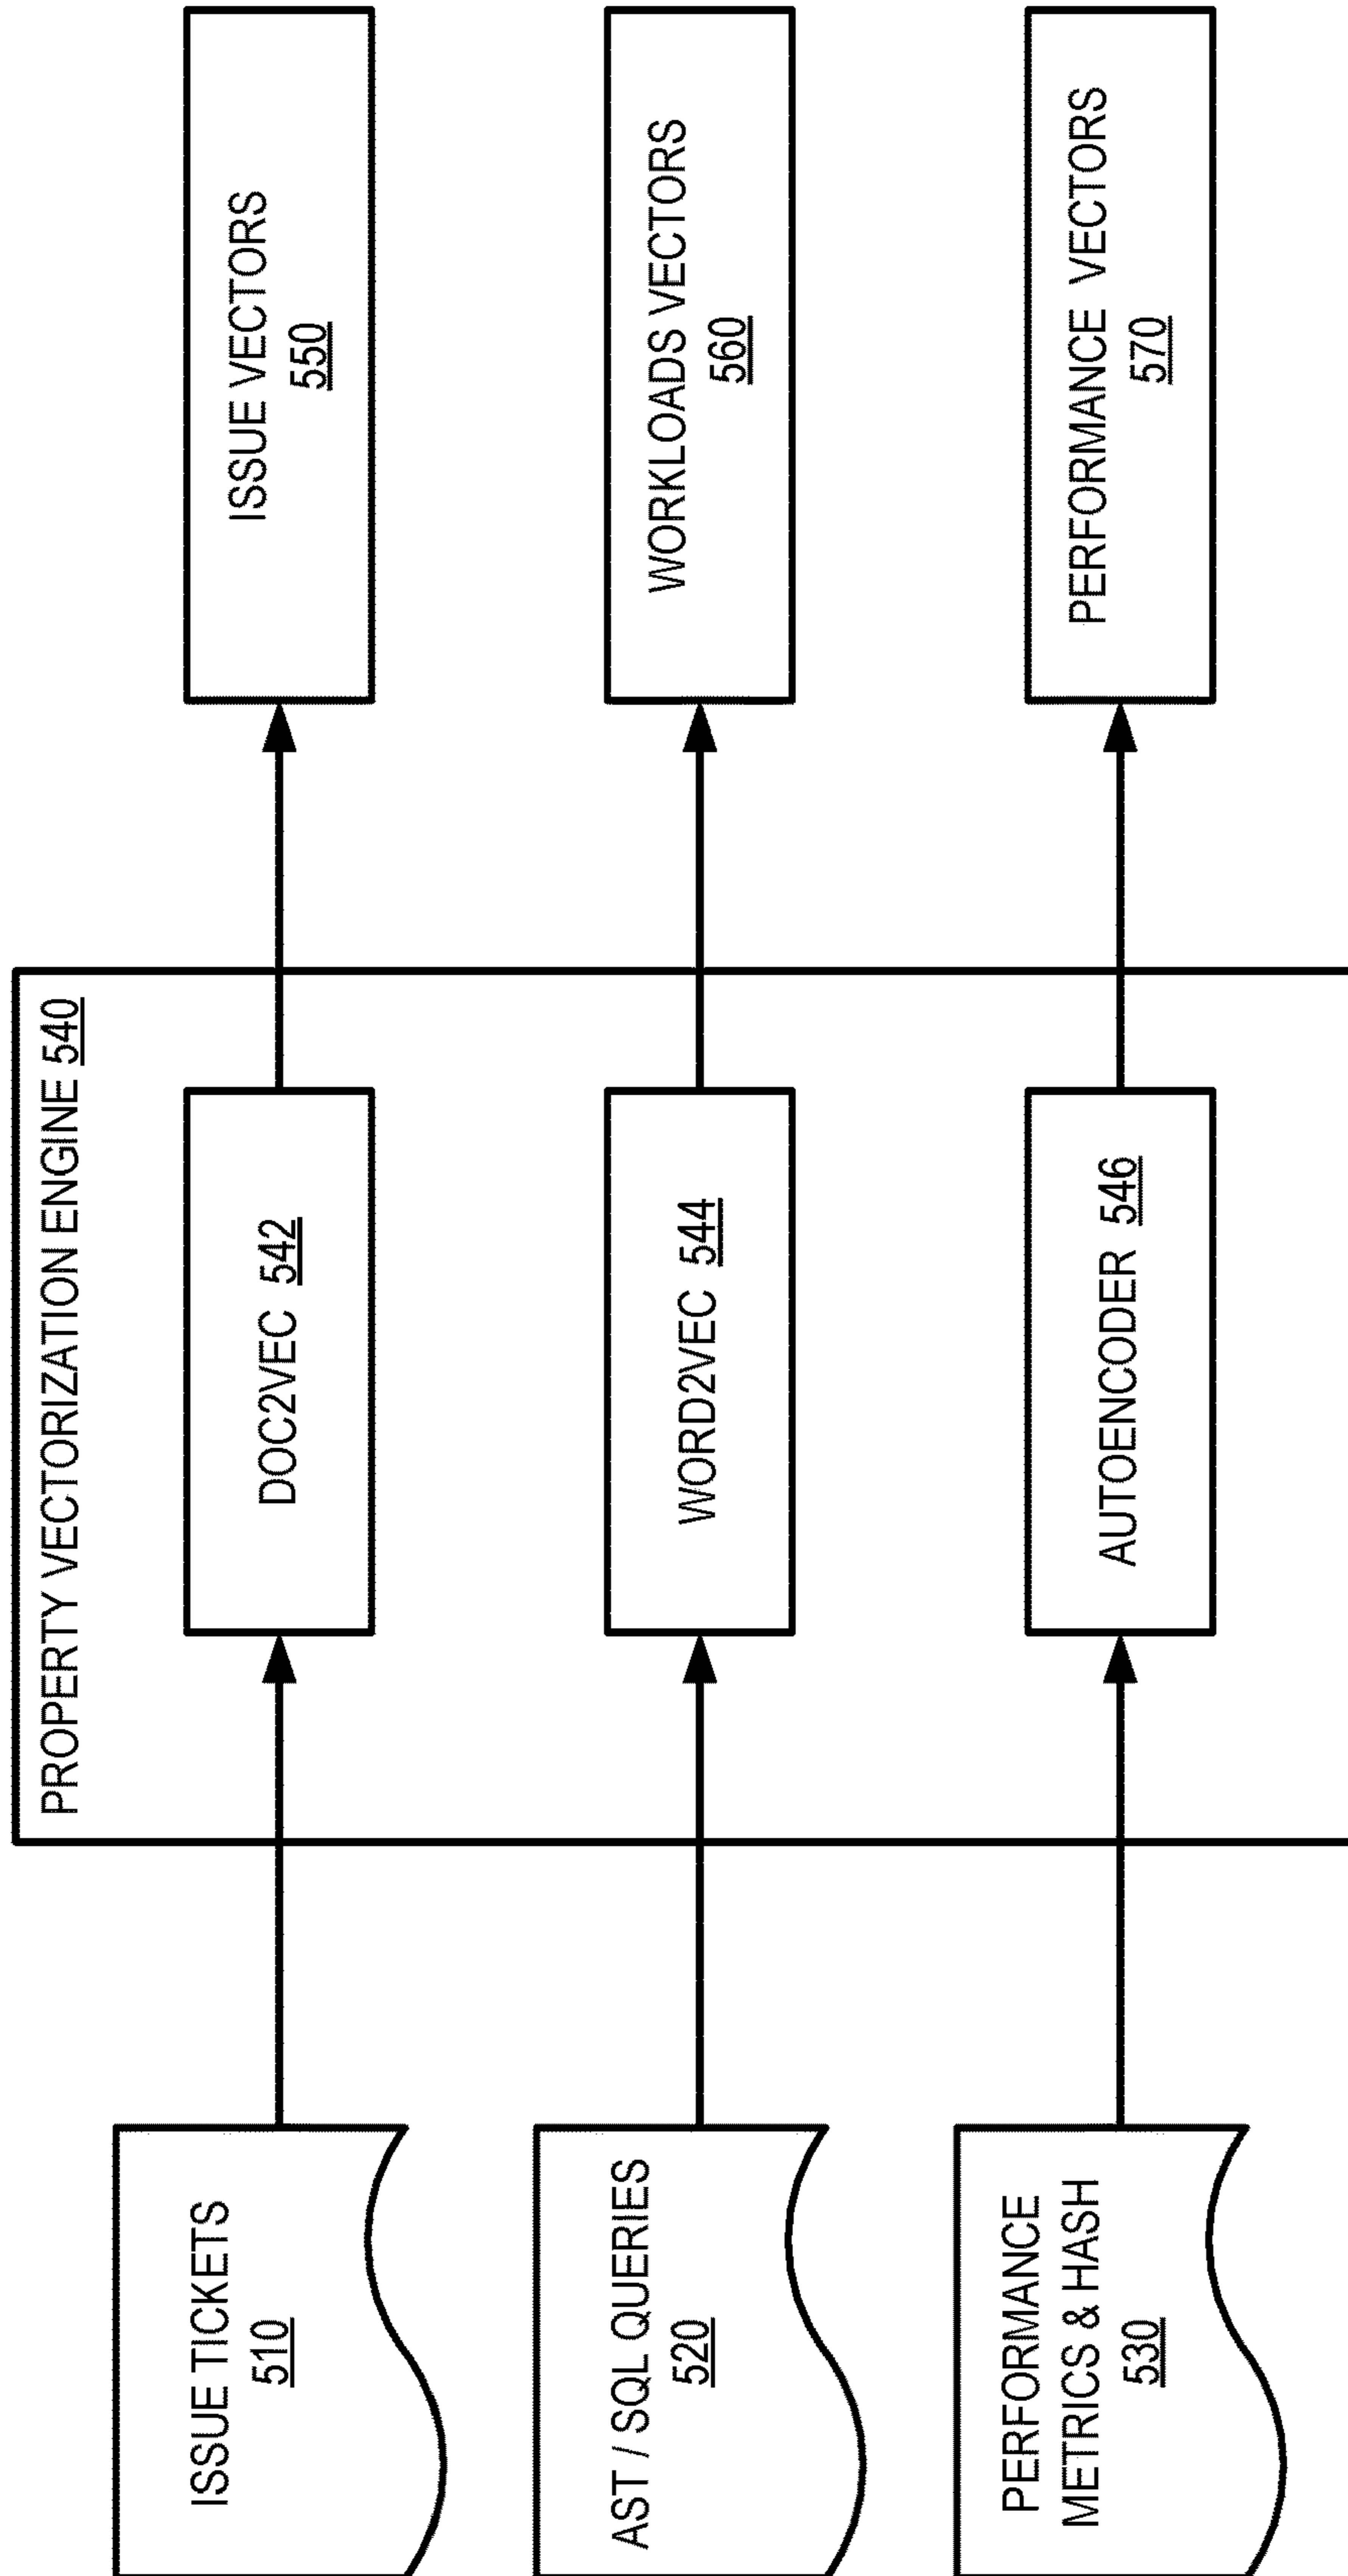 ISSUE TICKETS
510
AST / SQL QUERIES
520
PERFORMANCE
METRICS & HASH
530
PROPERTY VECTORIZATION ENGINE 540
DOC2VEC 542
WORD2VEC 544
AUTOENCODER 546
ISSUE VECTORS
550
WORKLOADS VECTORS
560
PERFORMANCE VECTORS
570